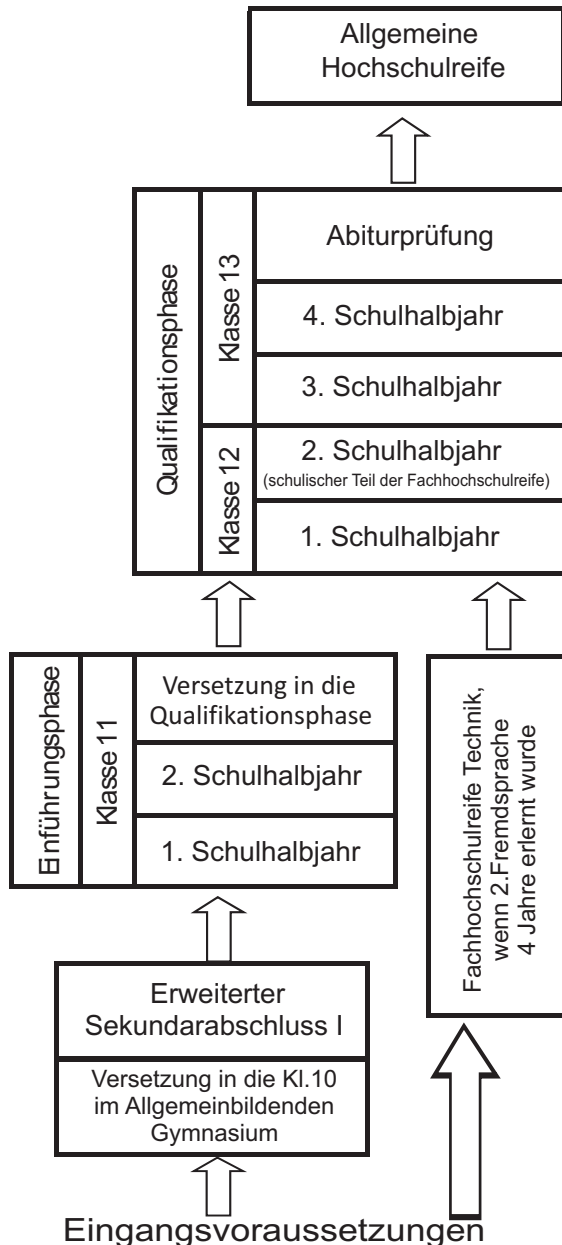 Allgemeine
Hochschulreife
Qualifikationsphase
Klasse 13
Abiturprüfung
4. Schulhalbjahr
3. Schulhalbjahr
Klasse 12
2. Schulhalbjahr
(schulischer Teil der Fachhochschulreife)
1. Schulhalbjahr
Einführungsphase
Klasse 11
Versetzung in die
Qualifikationsphase
2. Schulhalbjahr
1. Schulhalbjahr
Fachhochschulreife Technik,
wenn 2.Fremdsprache
4 Jahre erlernt wurde
Erweiterter
Sekundarabschluss I
Versetzung in die Kl.10
im Allgemeinbildenden
Gymnasium
Eingangsvoraussetzungen